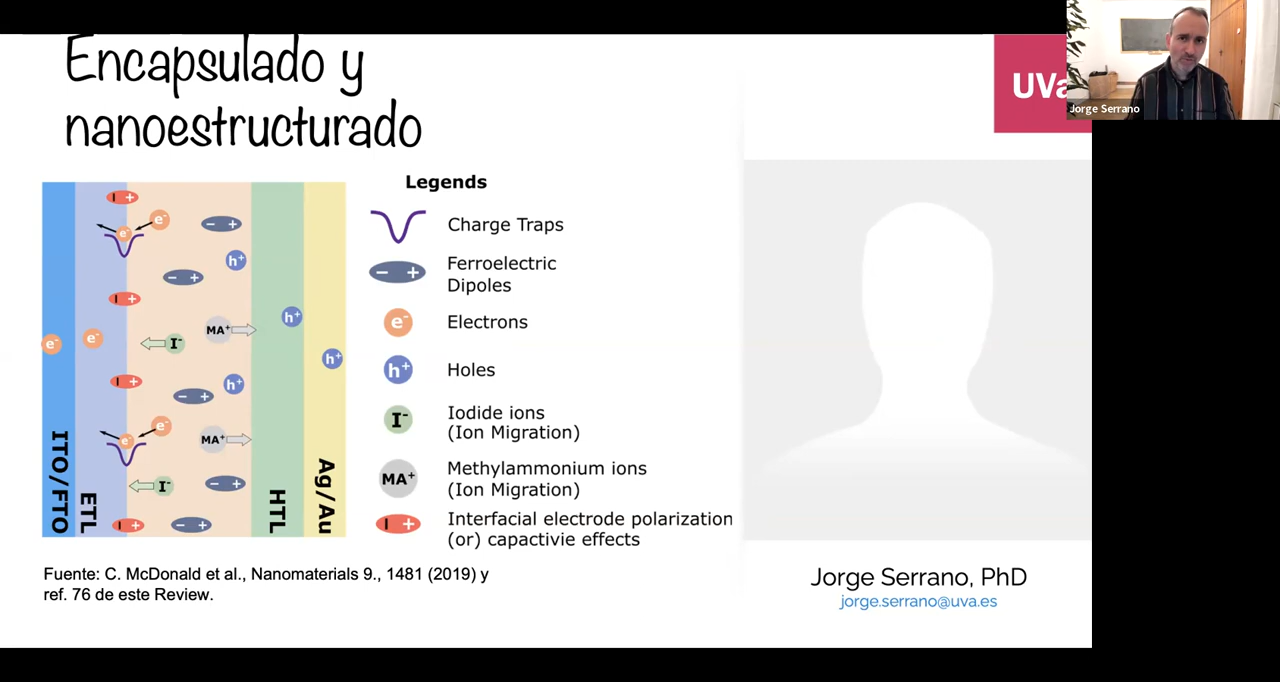 Encapsulado y
nanoestructurado
UVa
Jorge Serrano
Legends
Charge Traps
− +
Ferroelectric
Dipoles
e⁻
Electrons
h⁺
Holes
I⁻
Iodide ions
(Ion Migration)
MA⁺
Methylammonium ions
(Ion Migration)
I +
Interfacial electrode polarization
(or) capactivie effects
I +
e⁻
e⁻
− +
h⁺
− +
I +
h⁺
MA⁺
e⁻
e⁻
I⁻
h⁺
I +
h⁺
− +
e⁻
e⁻
MA⁺
I⁻
− +
I +
− +
ITO/FTO
ETL
HTL
Ag/Au
Fuente: C. McDonald et al., Nanomaterials 9., 1481 (2019) y
ref. 76 de este Review.
Jorge Serrano, PhD
jorge.serrano@uva.es